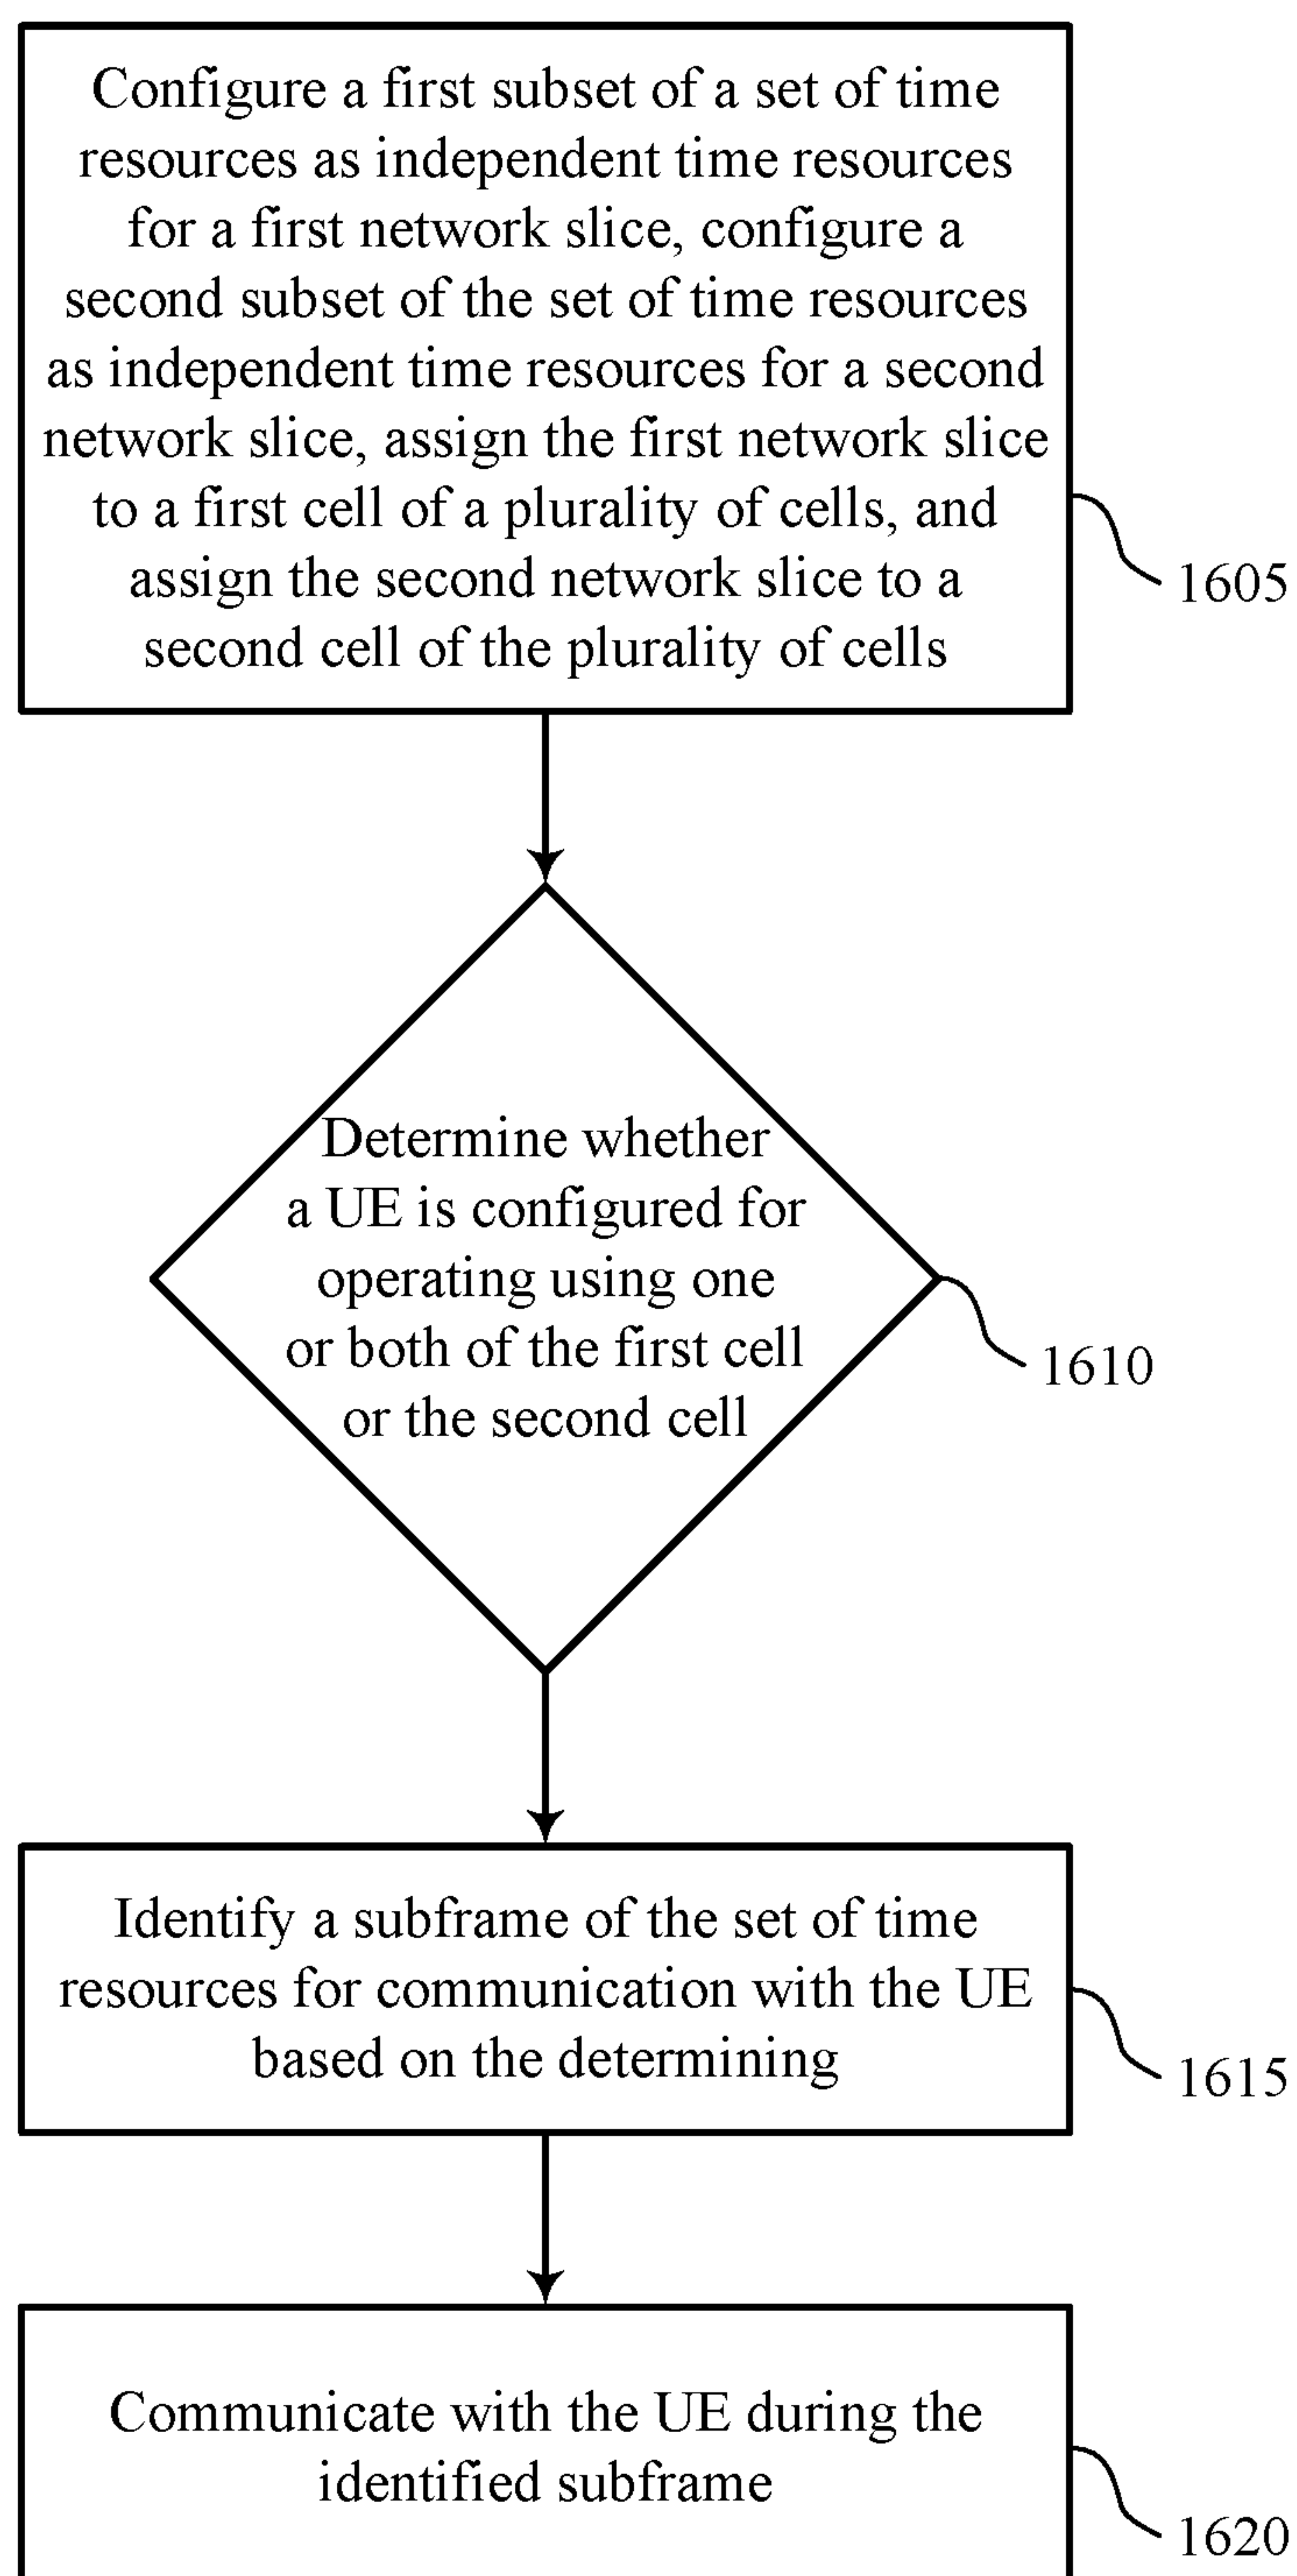 Configure a first subset of a set of time
resources as independent time resources
for a first network slice, configure a
second subset of the set of time resources
as independent time resources for a second
network slice, assign the first network slice
to a first cell of a plurality of cells, and
assign the second network slice to a
second cell of the plurality of cells
1605
Determine whether
a UE is configured for
operating using one
or both of the first cell
or the second cell
1610
Identify a subframe of the set of time
resources for communication with the UE
based on the determining
1615
Communicate with the UE during the
identified subframe
1620